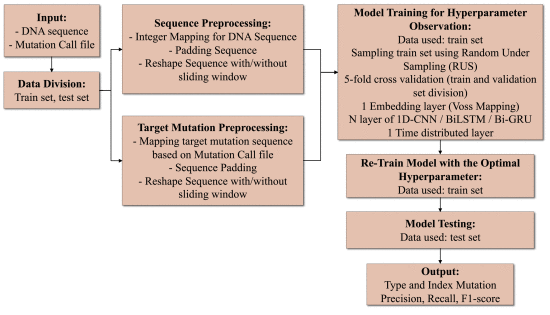 Input:
- DNA sequence
- Mutation Call file
Data Division:
Train set, test set
Sequence Preprocessing:
- Integer Mapping for DNA Sequence
- Padding Sequence
- Reshape Sequence with/without
sliding window
Target Mutation Preprocessing:
- Mapping target mutation sequence
based on Mutation Call file
- Sequence Padding
- Reshape Sequence with/without
sliding window
Model Training for Hyperparameter
Observation:
Data used: train set
Sampling train set using Random Under
Sampling (RUS)
5-fold cross validation (train and validation
set division)
1 Embedding layer (Voss Mapping)
N layer of 1D-CNN / BiLSTM / Bi-GRU
1 Time distributed layer
Re-Train Model with the Optimal
Hyperparameter:
Data used: train set
Model Testing:
Data used: test set
Output:
Type and Index Mutation
Precision, Recall, F1-score